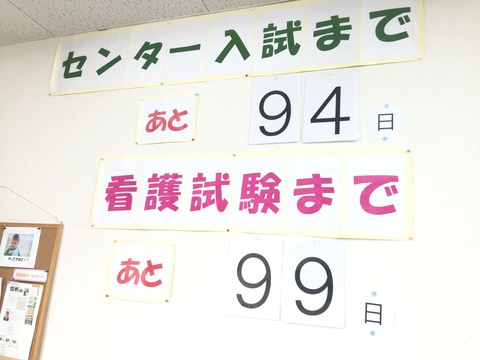 センター入試まで
あと 94 日
看護試験まで
あと 99 日